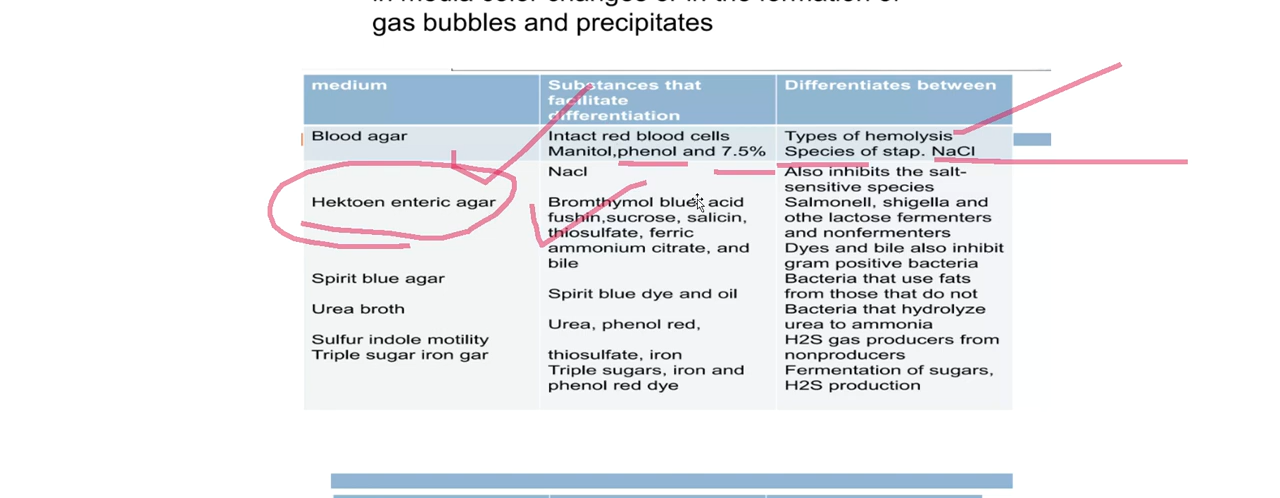 gas bubbles and precipitates
medium
Substances that
facilitate
differentiation
Differentiates between
Blood agar
Intact red blood cells
Types of hemolysis
Manitol,phenol and 7.5%
Species of stap. NaCl
Nacl
Also inhibits the salt-
sensitive species
Hektoen enteric agar
Bromthymol blue, acid
fushin,sucrose, salicin,
thiosulfate, ferric
ammonium citrate, and
bile
Salmonell, shigella and
othe lactose fermenters
and nonfermenters
Dyes and bile also inhibit
gram positive bacteria
Spirit blue agar
Spirit blue dye and oil
Bacteria that use fats
from those that do not
Urea broth
Urea, phenol red,
Bacteria that hydrolyze
urea to ammonia
Sulfur indole motility
thiosulfate, iron
H2S gas producers from
nonproducers
Triple sugar iron gar
Triple sugars, iron and
phenol red dye
Fermentation of sugars,
H2S production